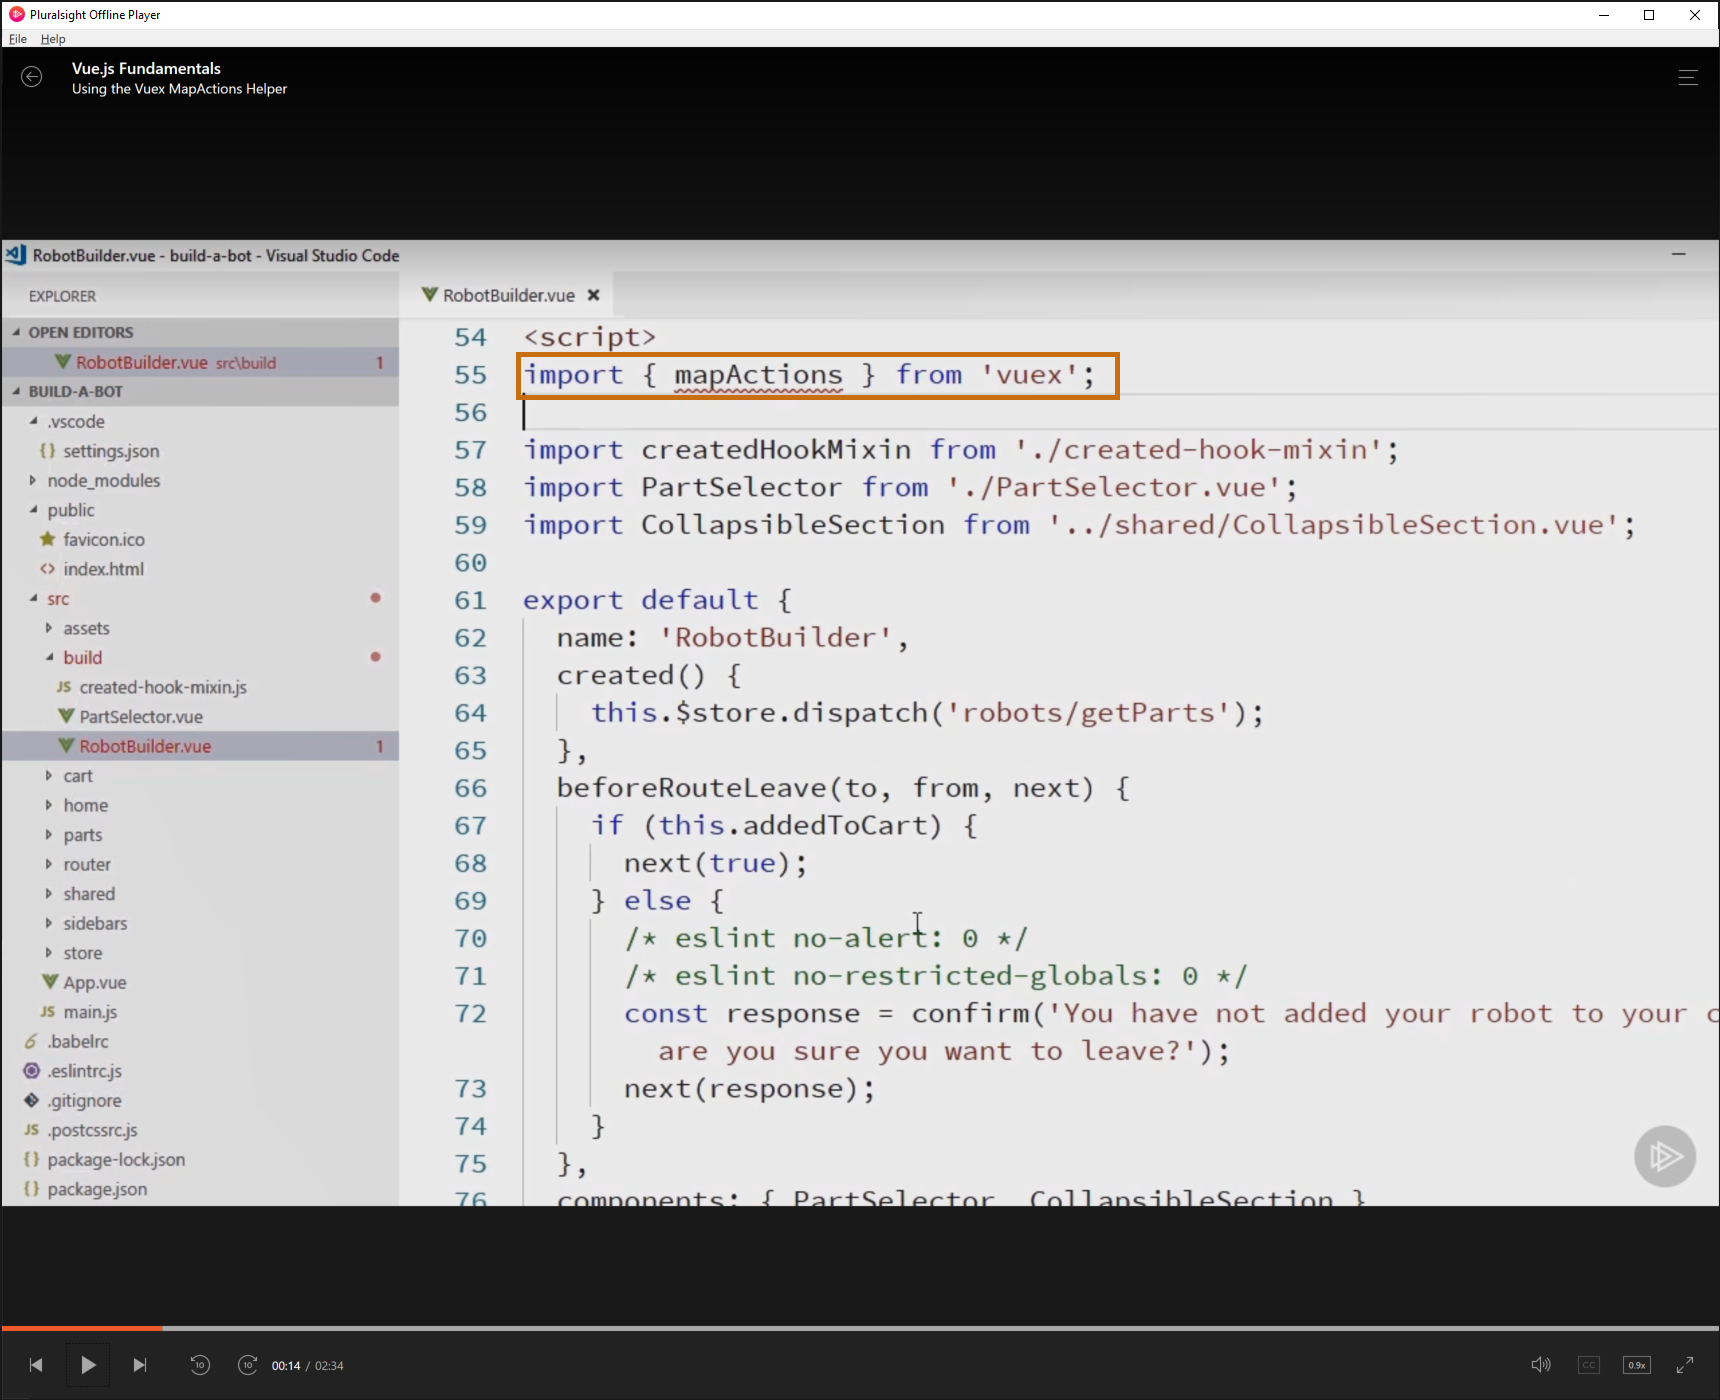 Pluralsight Offline Player
File Help
Vue.js Fundamentals
Using the Vuex MapActions Helper
RobotBuilder.vue - build-a-bot - Visual Studio Code
EXPLORER
OPEN EDITORS
RobotBuilder.vue src\build 1
BUILD-A-BOT
.vscode
{} settings.json
node_modules
public
favicon.ico
<> index.html
src
assets
build
JS created-hook-mixin.js
PartSelector.vue
RobotBuilder.vue 1
cart
home
parts
router
shared
sidebars
store
App.vue
JS main.js
.babelrc
.eslintrc.js
.gitignore
JS .postcssrc.js
{} package-lock.json
{} package.json
RobotBuilder.vue
54 <script>
55 import { mapActions } from 'vuex';
56
57 import createdHookMixin from './created-hook-mixin';
58 import PartSelector from './PartSelector.vue';
59 import CollapsibleSection from '../shared/CollapsibleSection.vue';
60
61 export default {
62 name: 'RobotBuilder',
63 created() {
64 this.$store.dispatch('robots/getParts');
65 },
66 beforeRouteLeave(to, from, next) {
67 if (this.addedToCart) {
68 next(true);
69 } else {
70 /* eslint no-alert: 0 */
71 /* eslint no-restricted-globals: 0 */
72 const response = confirm('You have not added your robot to your c
are you sure you want to leave?');
73 next(response);
74 }
75 },
76 components: { PartSelector, CollapsibleSection }
10 10 00:14 / 02:34
CC 0.9x